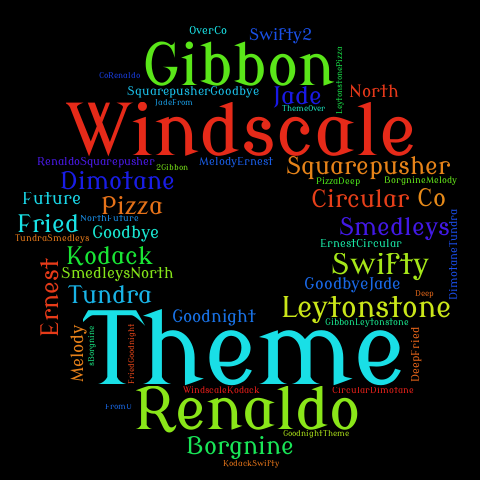 OverCo
Swifty2
Gibbon
LeytonstonePizza
CoRenaldo
SquarepusherGoodbye
Jade
North
JadeFrom
ThemeOver
Windscale
RenaldoSquarepusher
2Gibbon
MelodyErnest
Squarepusher
Dimotane
PizzaDeep
BorgnineMelody
Future
Pizza
Circular
Co
Fried
NorthFuture
Goodbye
Smedleys
DimotaneTundra
TundraSmedleys
ErnestCircular
Kodack
Swifty
Ernest
SmedleysNorth
GoodbyeJade
Tundra
Deep
Leytonstone
Goodnight
GibbonLeytonstone
Theme
Melody
sBorgnine
FriedGoodnight
DeepFried
WindscaleKodack
CircularDimotane
Renaldo
FromU
GoodnightTheme
Borgnine
KodackSwifty